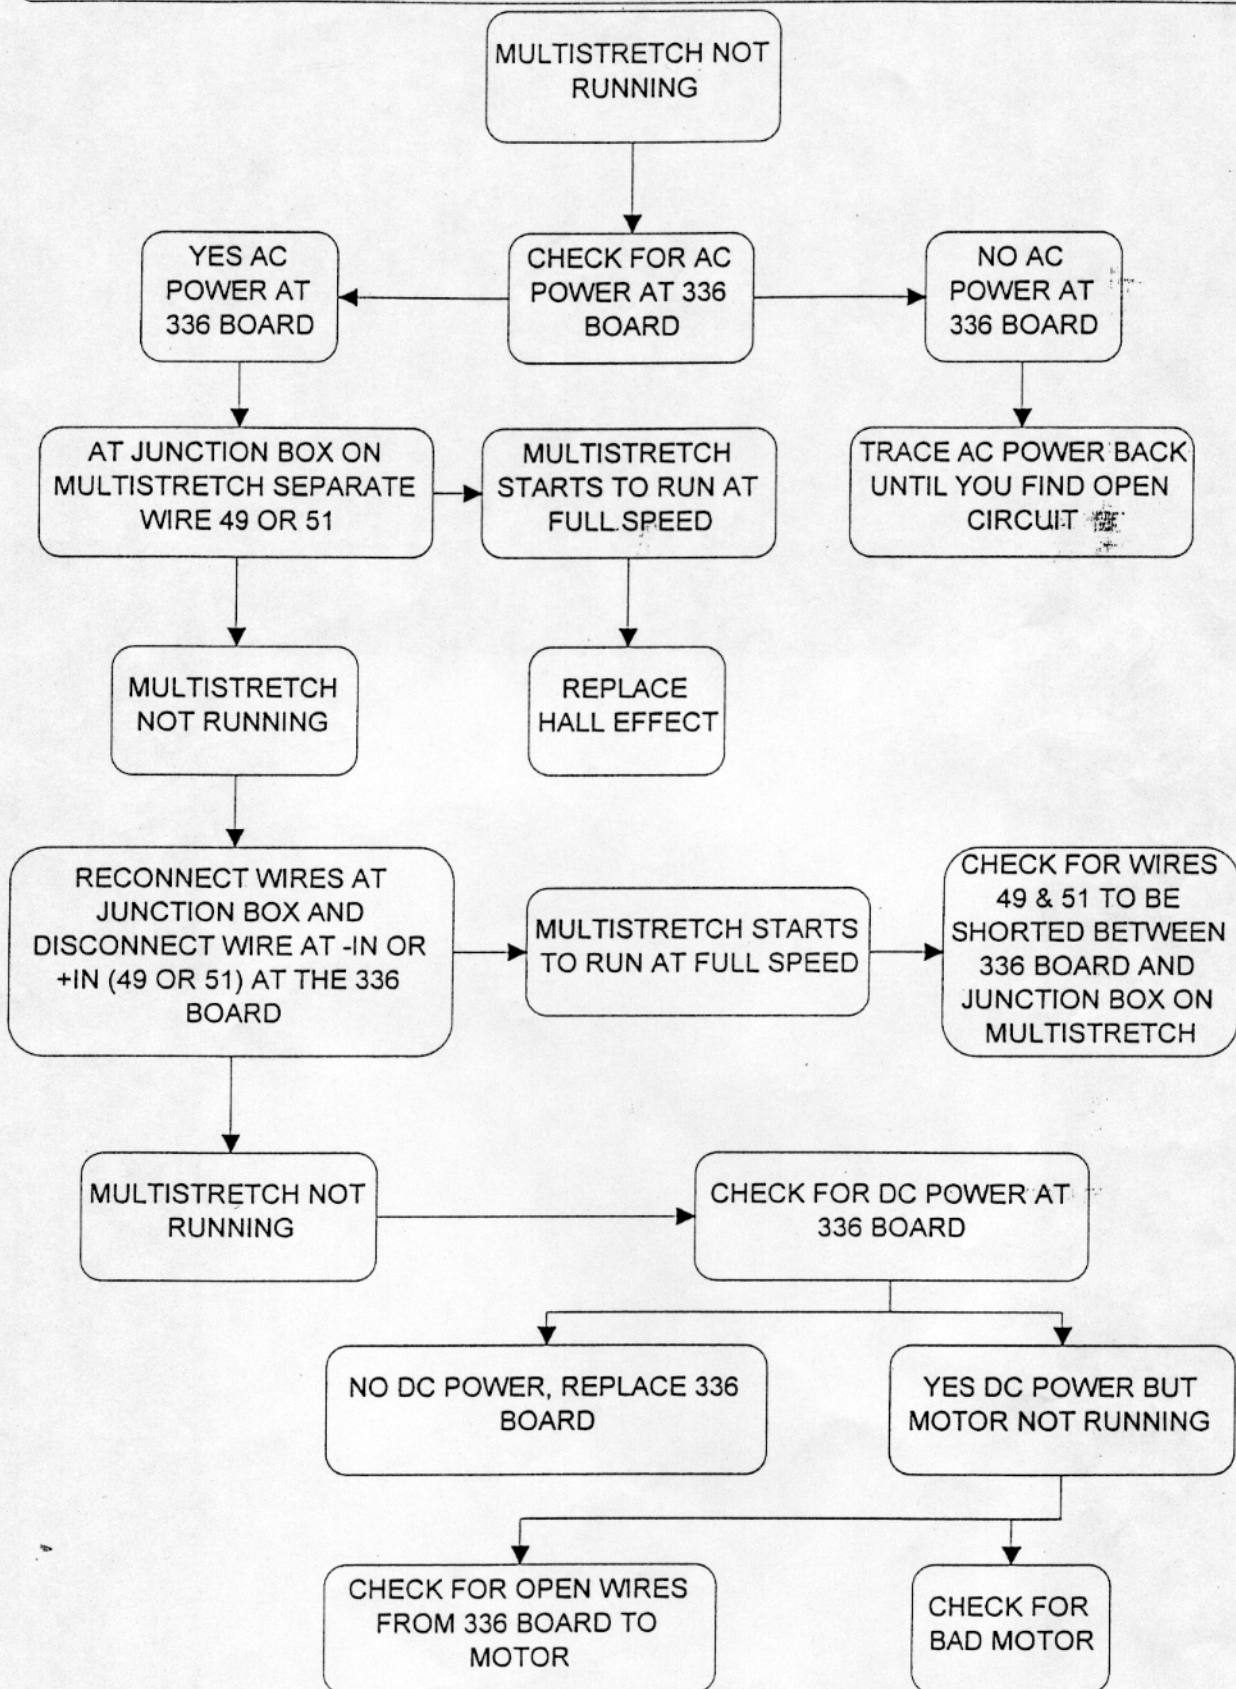 MULTISTRETCH NOT
RUNNING
YES AC
POWER AT
336 BOARD
CHECK FOR AC
POWER AT 336
BOARD
NO AC
POWER AT
336 BOARD
AT JUNCTION BOX ON
MULTISTRETCH SEPARATE
WIRE 49 OR 51
MULTISTRETCH
STARTS TO RUN AT
FULL SPEED
TRACE AC POWER BACK
UNTIL YOU FIND OPEN
CIRCUIT
MULTISTRETCH
NOT RUNNING
REPLACE
HALL EFFECT
RECONNECT WIRES AT
JUNCTION BOX AND
DISCONNECT WIRE AT -IN OR
+IN (49 OR 51) AT THE 336
BOARD
MULTISTRETCH STARTS
TO RUN AT FULL SPEED
CHECK FOR WIRES
49 & 51 TO BE
SHORTED BETWEEN
336 BOARD AND
JUNCTION BOX ON
MULTISTRETCH
MULTISTRETCH NOT
RUNNING
CHECK FOR DC POWER AT
336 BOARD
NO DC POWER, REPLACE 336
BOARD
YES DC POWER BUT
MOTOR NOT RUNNING
CHECK FOR OPEN WIRES
FROM 336 BOARD TO
MOTOR
CHECK FOR
BAD MOTOR